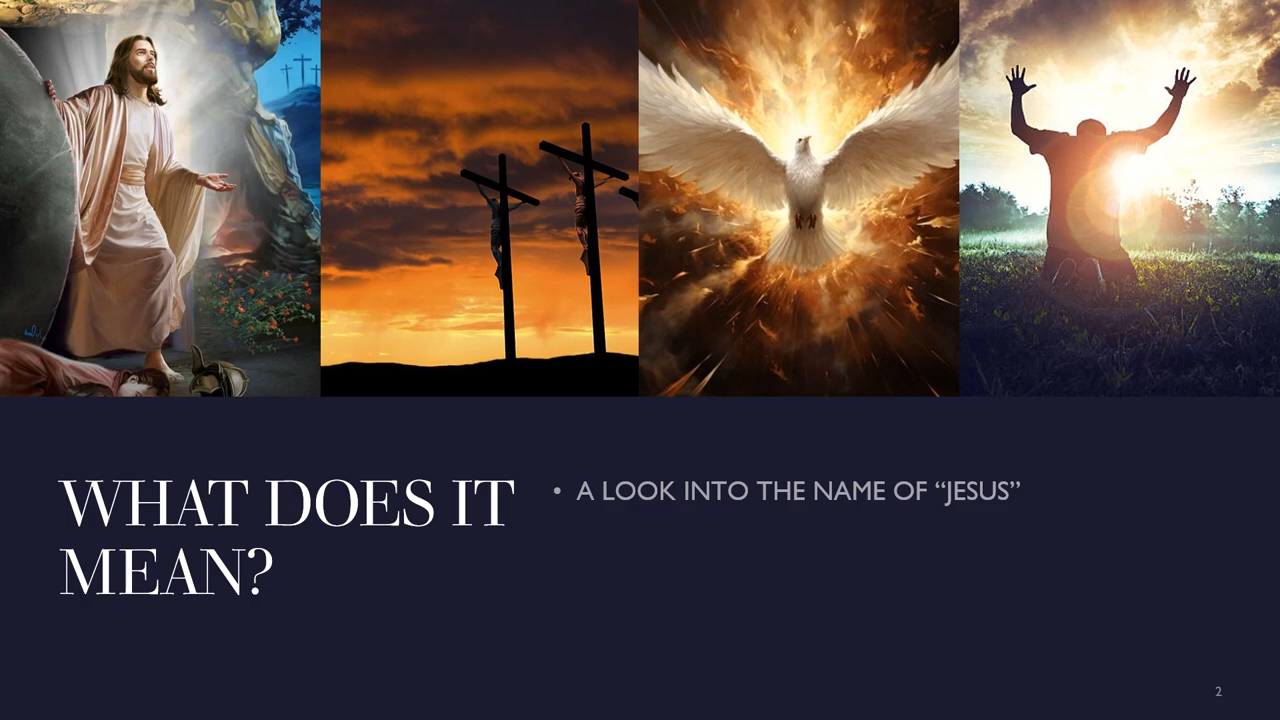 WHAT DOES IT
MEAN?
• A LOOK INTO THE NAME OF “JESUS”
2